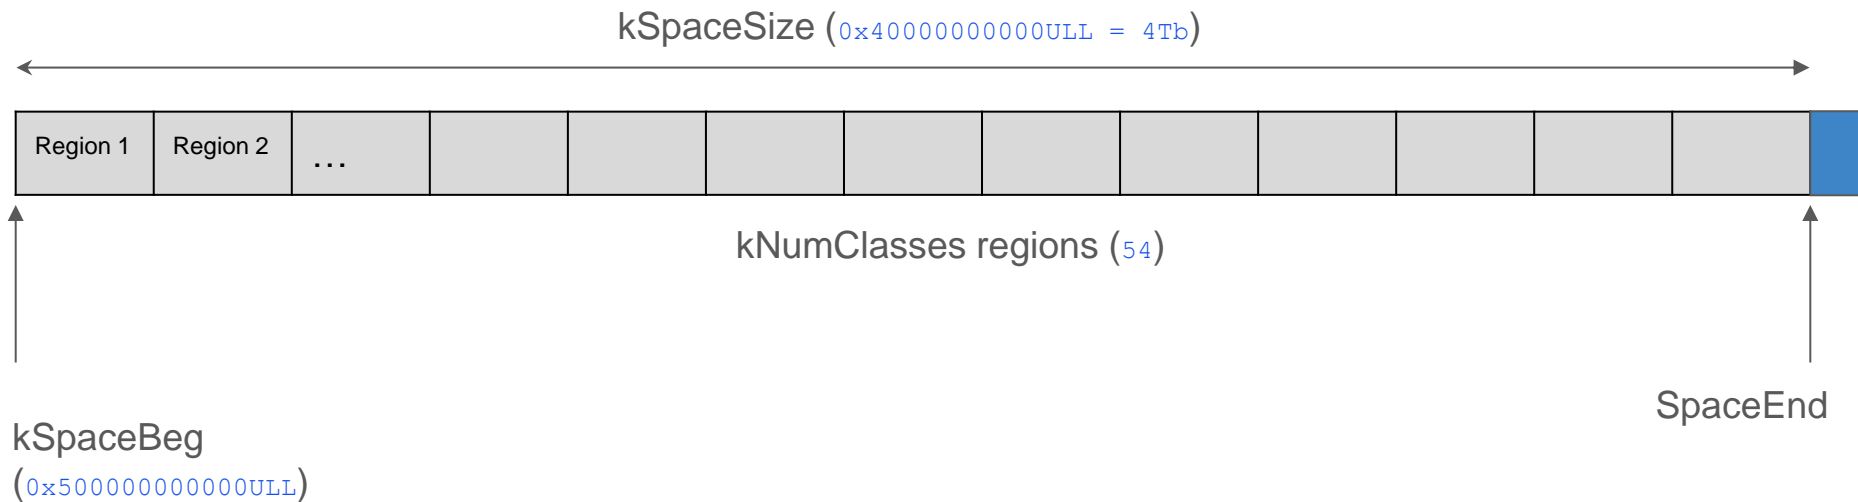 kSpaceSize (0x40000000000ULL = 4Tb)
Region 1
Region 2
...
kNumClasses regions (54)
SpaceEnd
kSpaceBeg
(0x500000000000ULL)